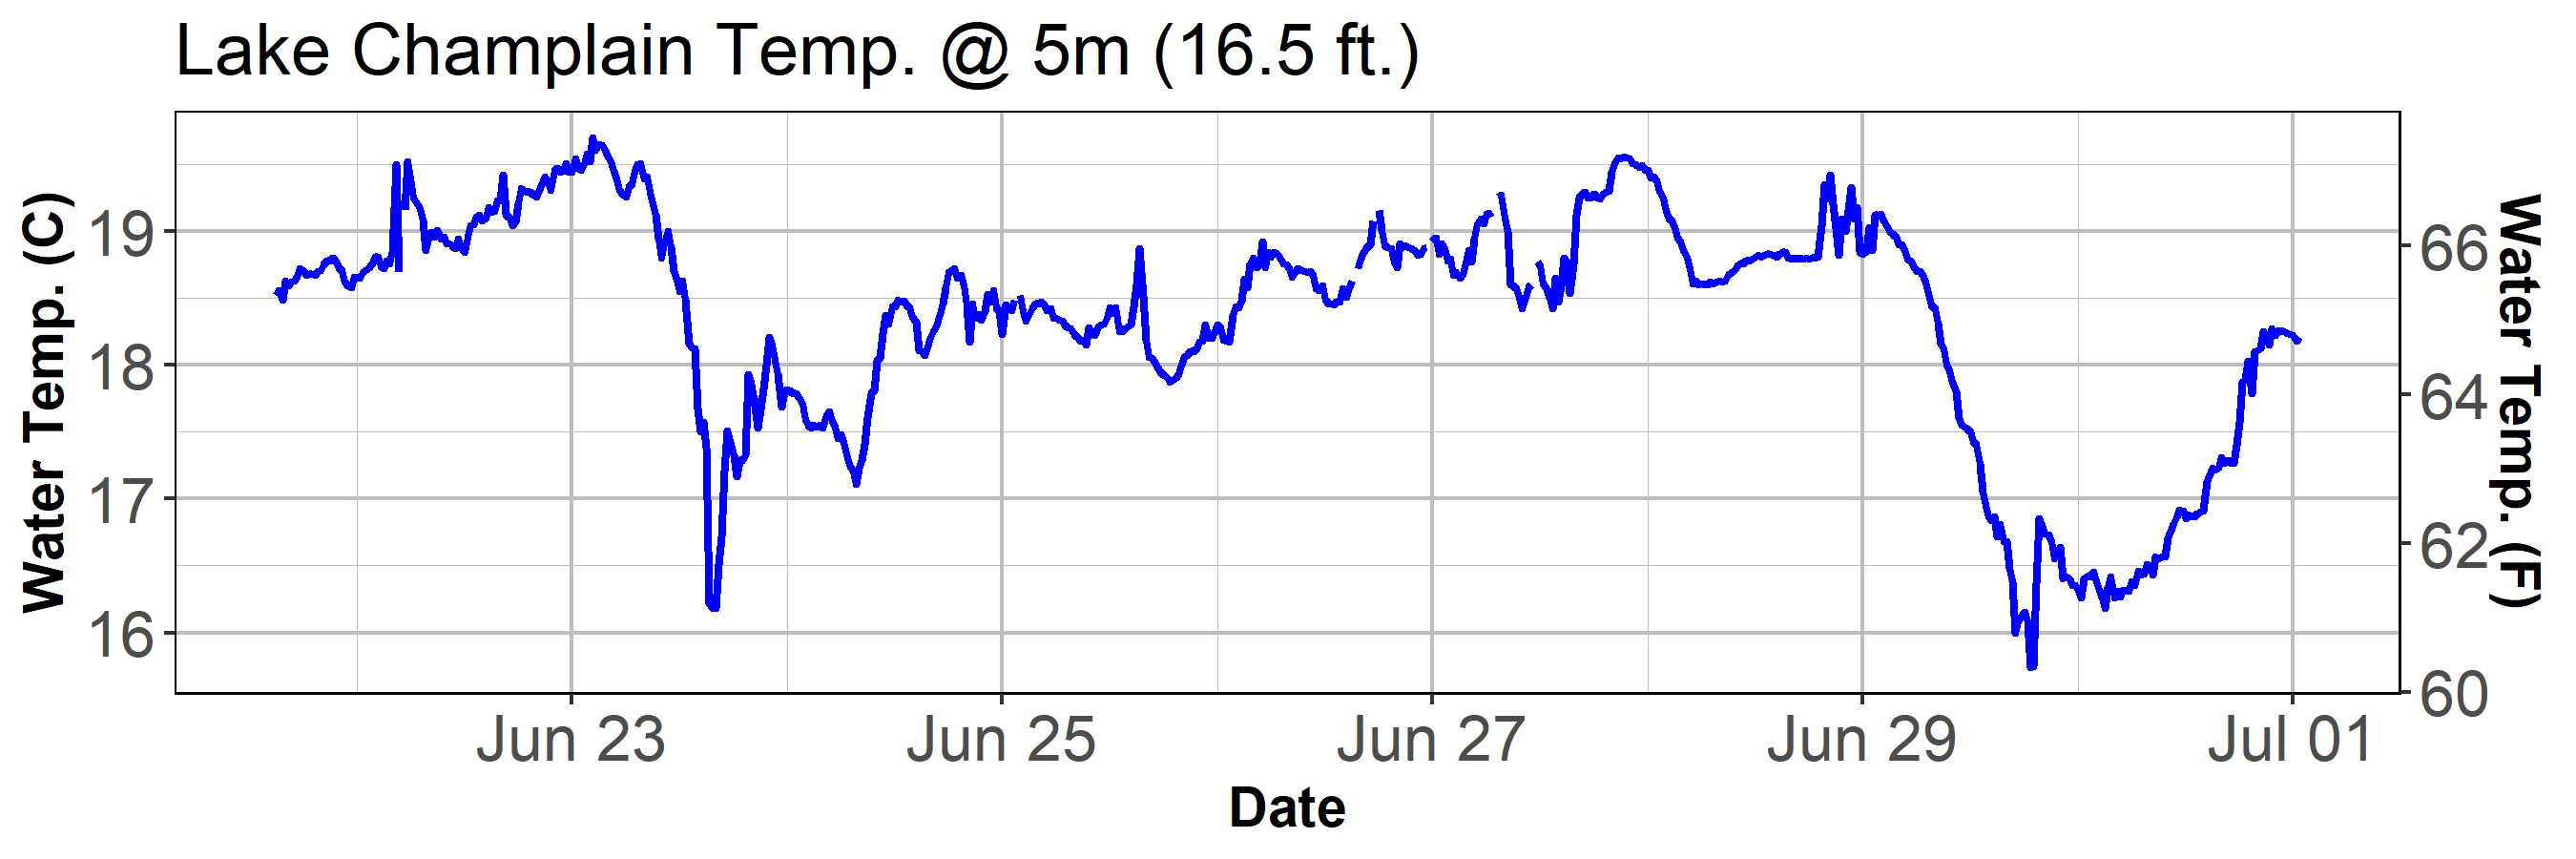 Lake Champlain Temp. @ 5m (16.5 ft.)
Water Temp. (C)
19
18
17
16
66
64
62
60
Water Temp. (F)
Jun 23 Jun 25 Jun 27 Jun 29 Jul 01
Date